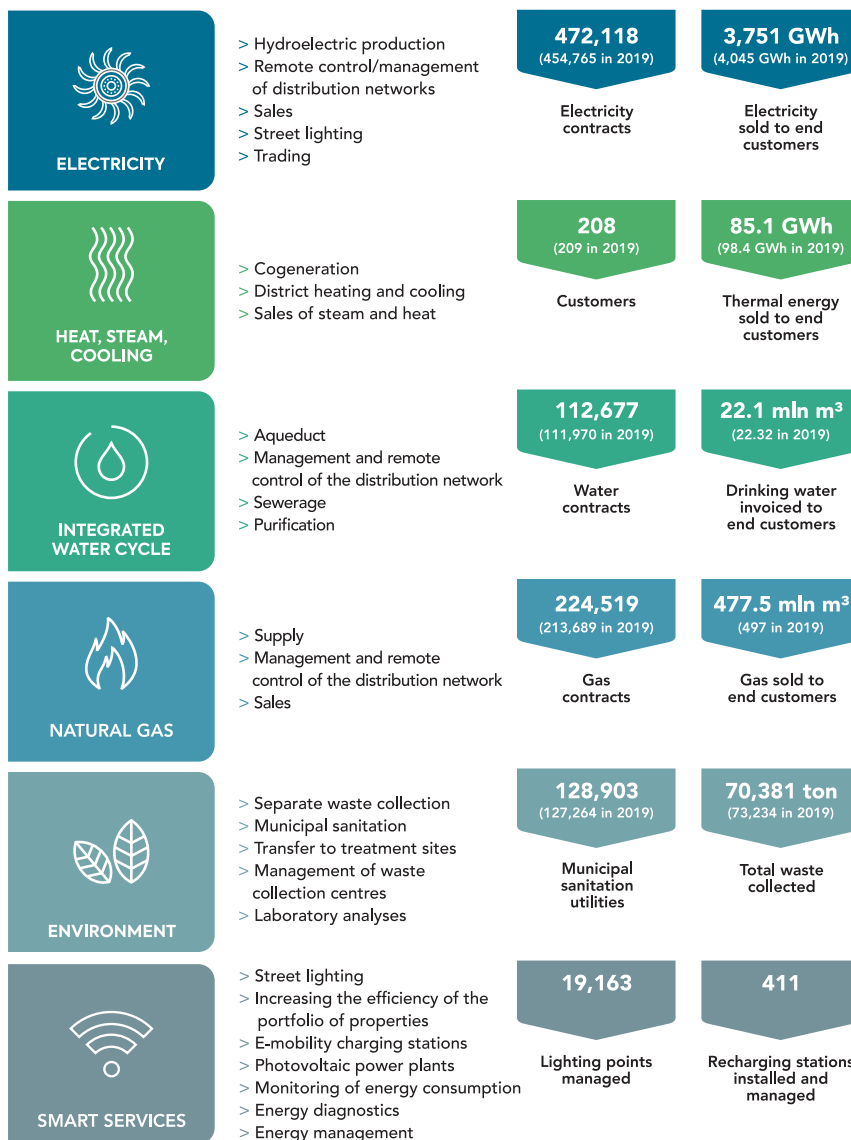 ELECTRICITY
> Hydroelectric production
> Remote control/management
of distribution networks
> Sales
> Street lighting
> Trading
472,118
(454,765 in 2019)
Electricity
contracts
3,751 GWh
(4,045 GWh in 2019)
Electricity
sold to end
customers
HEAT, STEAM,
COOLING
> Cogeneration
> District heating and cooling
> Sales of steam and heat
208
(209 in 2019)
Customers
85.1 GWh
(98.4 GWh in 2019)
Thermal energy
sold to end
customers
INTEGRATED
WATER CYCLE
> Aqueduct
> Management and remote
control of the distribution network
> Sewerage
> Purification
112,677
(111,970 in 2019)
Water
contracts
22.1 mln m³
(22.32 in 2019)
Drinking water
invoiced to
end customers
NATURAL GAS
> Supply
> Management and remote
control of the distribution network
> Sales
224,519
(213,689 in 2019)
Gas
contracts
477.5 mln m³
(497 in 2019)
Gas sold to
end customers
ENVIRONMENT
> Separate waste collection
> Municipal sanitation
> Transfer to treatment sites
> Management of waste
collection centres
> Laboratory analyses
128,903
(127,264 in 2019)
Municipal
sanitation
utilities
70,381 ton
(73,234 in 2019)
Total waste
collected
SMART SERVICES
> Street lighting
> Increasing the efficiency of the
portfolio of properties
> E-mobility charging stations
> Photovoltaic power plants
> Monitoring of energy consumption
> Energy diagnostics
> Energy management
19,163
Lighting points
managed
411
Recharging stations
installed and
managed